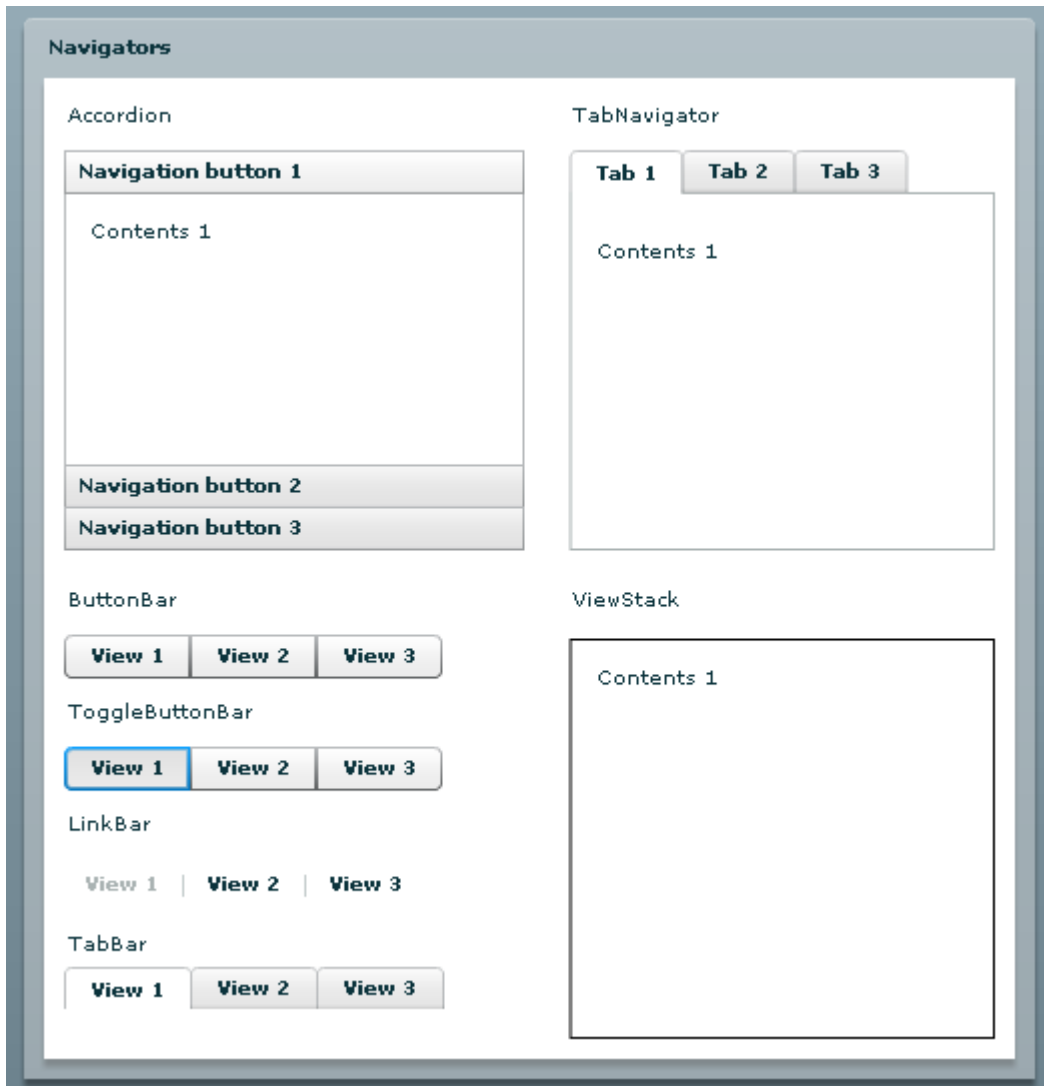 Navigators
Accordion
Navigation button 1
Contents 1
Navigation button 2
Navigation button 3
TabNavigator
Tab 1 Tab 2 Tab 3
Contents 1
ButtonBar
View 1 View 2 View 3
ToggleButtonBar
View 1 View 2 View 3
LinkBar
View 1 | View 2 | View 3
TabBar
View 1 View 2 View 3
ViewStack
Contents 1